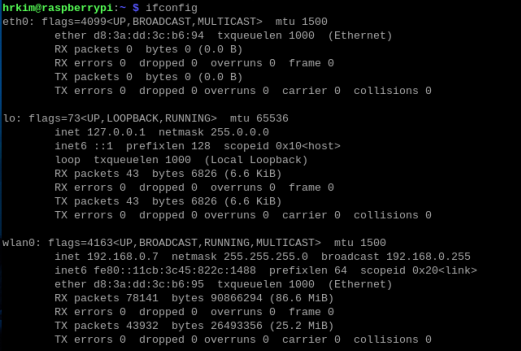 hrkim@raspberrypi:~ $ ifconfig
eth0: flags=4099<UP,BROADCAST,MULTICAST>  mtu 1500
        ether d8:3a:dd:3c:b6:94  txqueuelen 1000  (Ethernet)
        RX packets 0  bytes 0 (0.0 B)
        RX errors 0  dropped 0  overruns 0  frame 0
        TX packets 0  bytes 0 (0.0 B)
        TX errors 0  dropped 0 overruns 0  carrier 0  collisions 0

lo: flags=73<UP,LOOPBACK,RUNNING>  mtu 65536
        inet 127.0.0.1  netmask 255.0.0.0
        inet6 ::1  prefixlen 128  scopeid 0x10<host>
        loop  txqueuelen 1000  (Local Loopback)
        RX packets 43  bytes 6826 (6.6 KiB)
        RX errors 0  dropped 0  overruns 0  frame 0
        TX packets 43  bytes 6826 (6.6 KiB)
        TX errors 0  dropped 0 overruns 0  carrier 0  collisions 0

wlan0: flags=4163<UP,BROADCAST,RUNNING,MULTICAST>  mtu 1500
        inet 192.168.0.7  netmask 255.255.255.0  broadcast 192.168.0.255
        inet6 fe80::11cb:3c45:822c:1488  prefixlen 64  scopeid 0x20<link>
        ether d8:3a:dd:3c:b6:95  txqueuelen 1000  (Ethernet)
        RX packets 78141  bytes 90866294 (86.6 MiB)
        RX errors 0  dropped 0  overruns 0  frame 0
        TX packets 43932  bytes 26493356 (25.2 MiB)
        TX errors 0  dropped 0 overruns 0  carrier 0  collisions 0